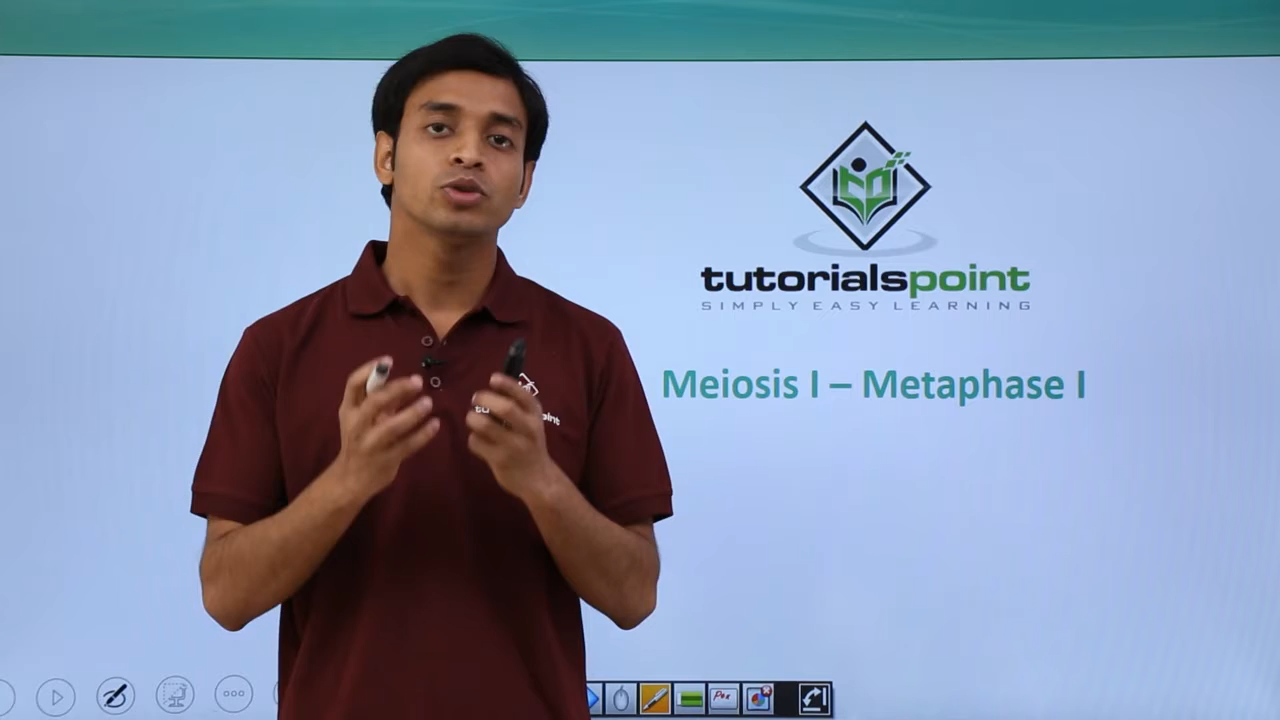 tutorialspoint
SIMPLY EASY LEARNING
Meiosis I – Metaphase I